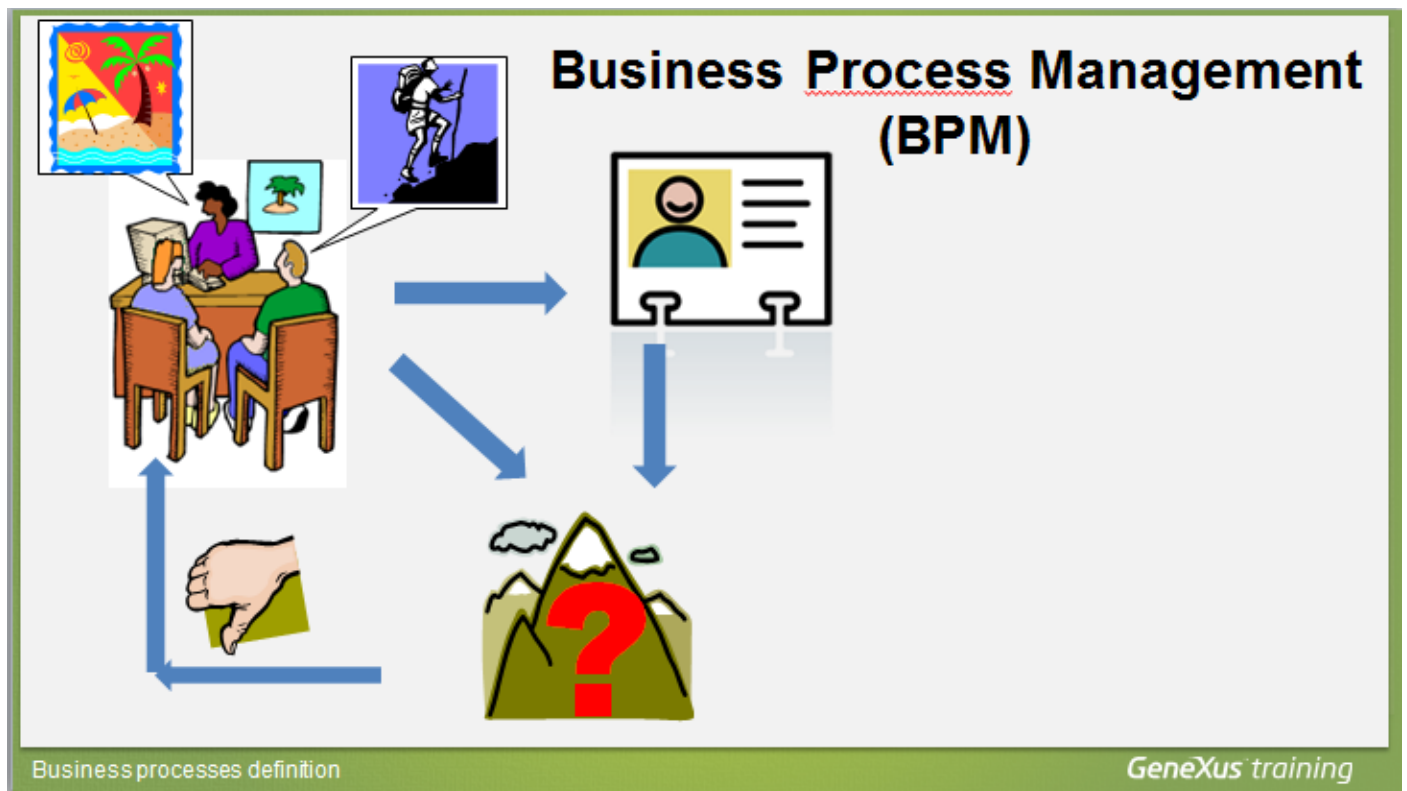 Business Process Management
(BPM)
?
Business processes definition
GeneXus training